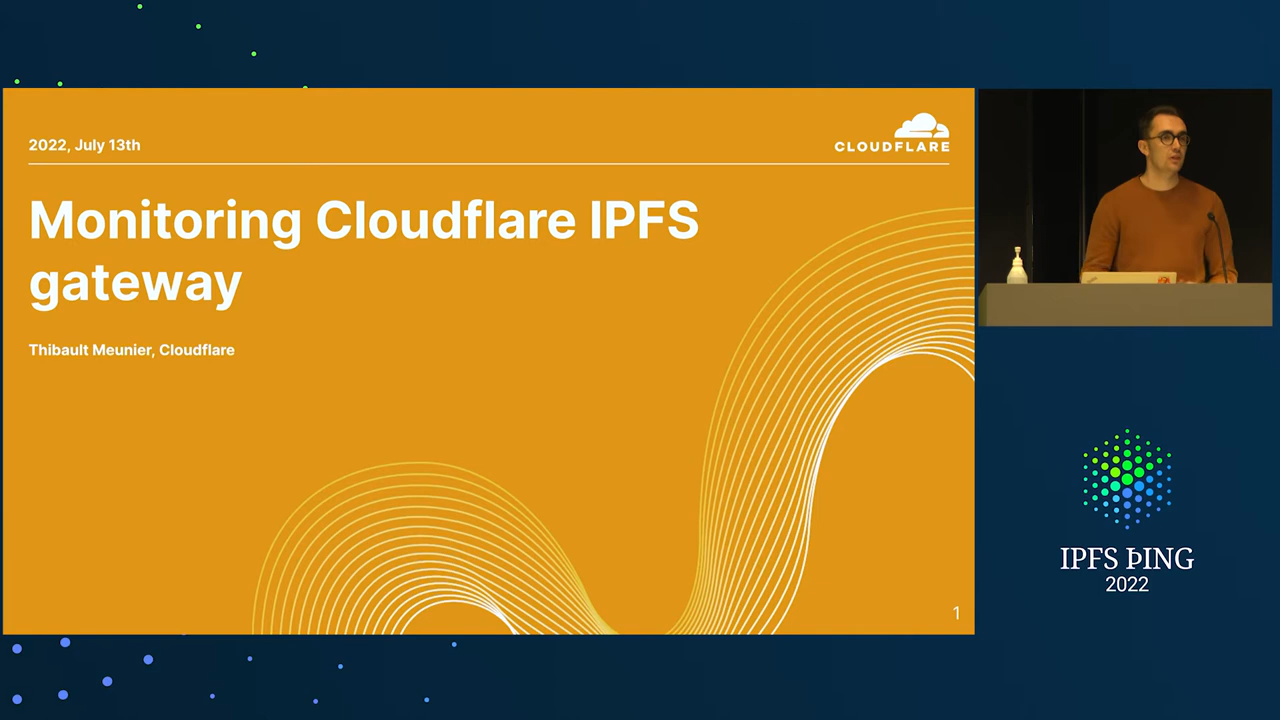 2022, July 13th
CLOUDFLARE
Monitoring Cloudflare IPFS
gateway
Thibault Meunier, Cloudflare
1
IPFS ÞING
2022